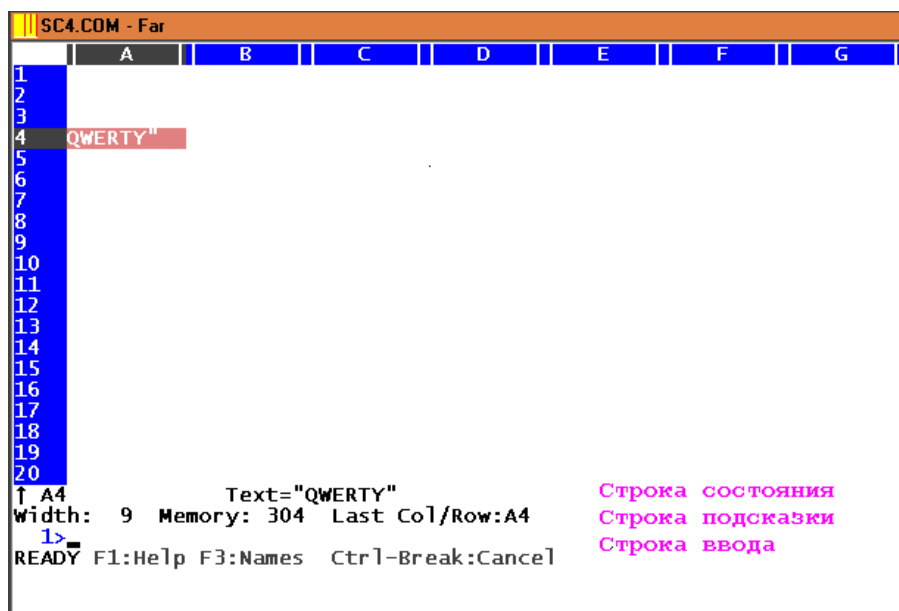 SC4.COM - Far
A B C D E F G
1
2
3
4 QWERTY"
5
6
7
8
9
10
11
12
13
14
15
16
17
18
19
20
↑ A4 Text="QWERTY" Строка состояния
Width: 9 Memory: 304 Last Col/Row:A4 Строка подсказки
1>_ Строка ввода
READY F1:Help F3:Names Ctrl-Break:Cancel